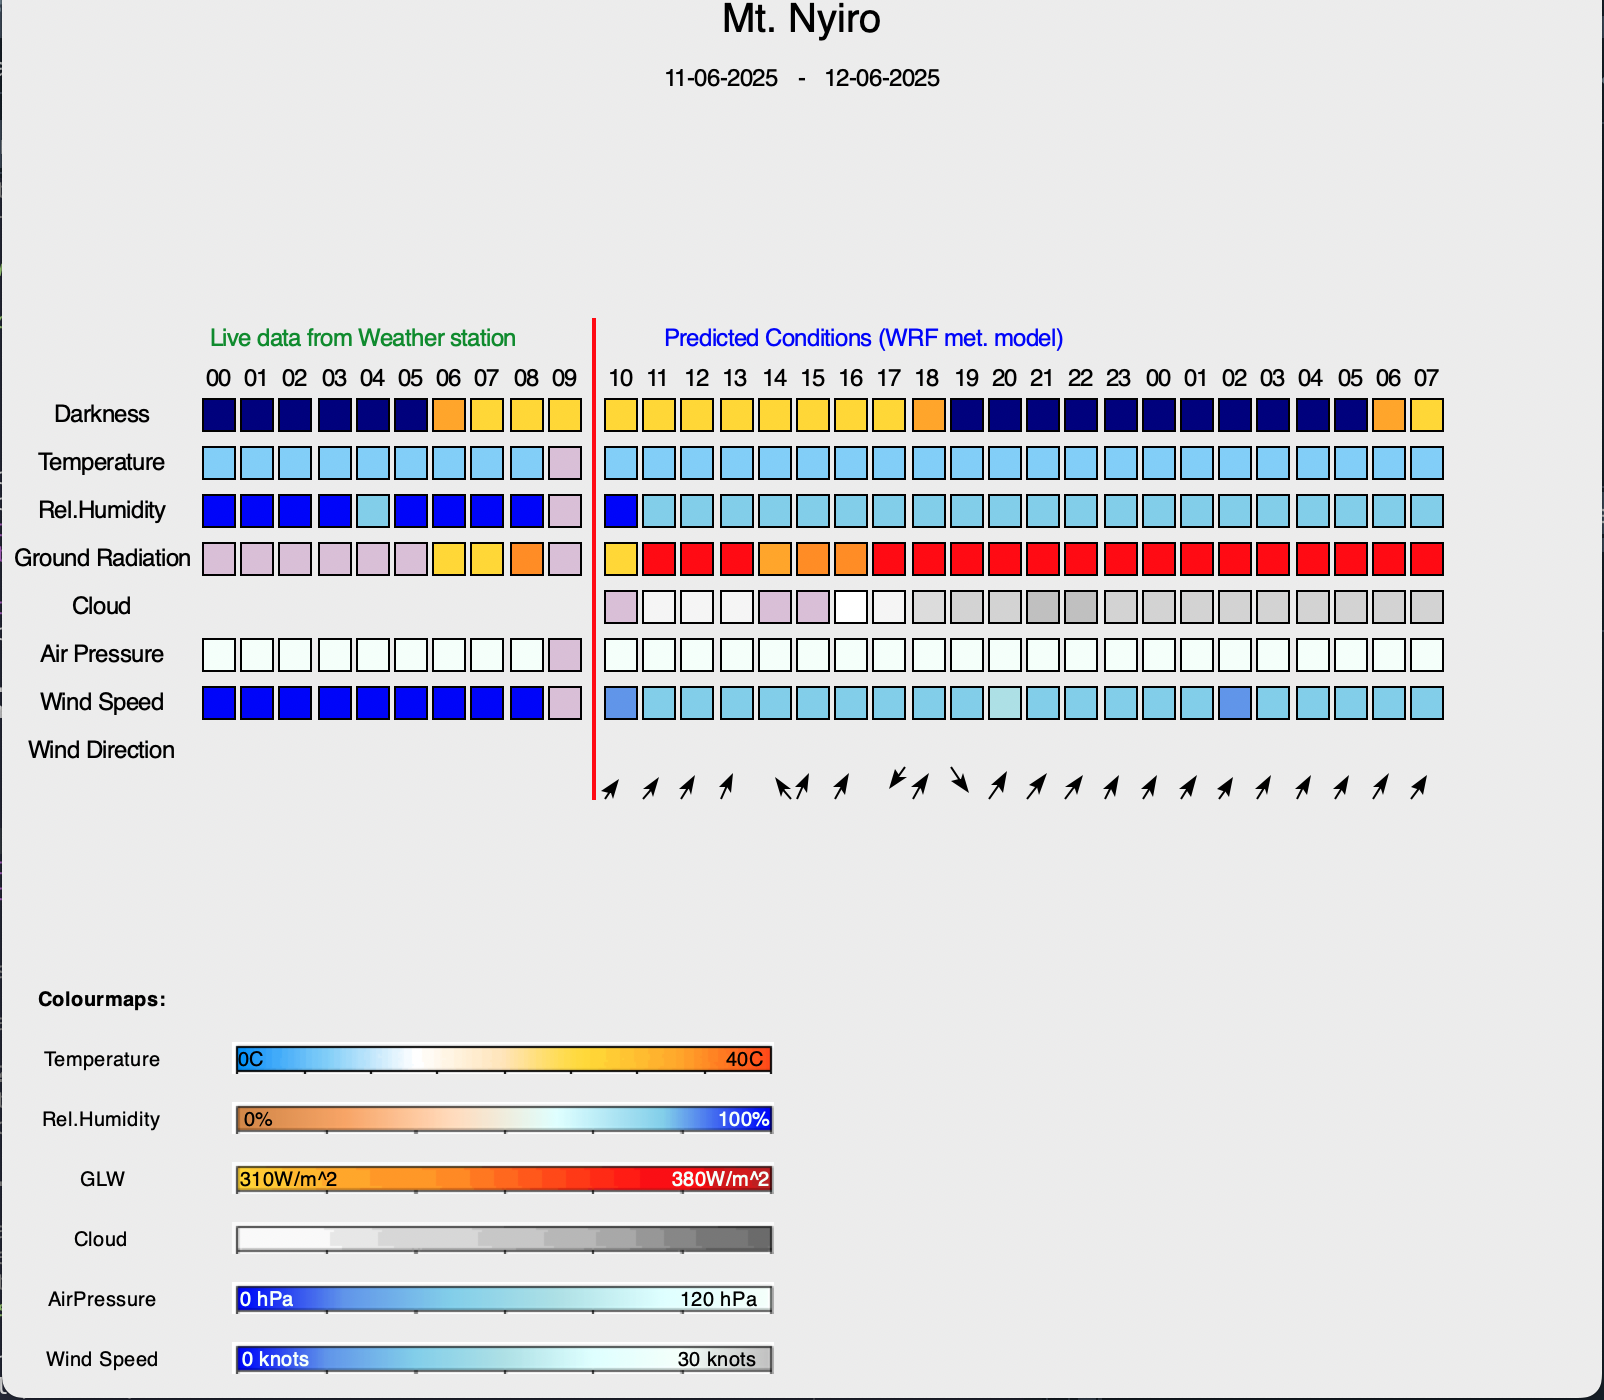 Mt. Nyiro
11-06-2025 - 12-06-2025
Live data from Weather station
Predicted Conditions (WRF met. model)
00 01 02 03 04 05 06 07 08 09 10 11 12 13 14 15 16 17 18 19 20 21 22 23 00 01 02 03 04 05 06 07
Darkness
Temperature
Rel.Humidity
Ground Radiation
Cloud
Air Pressure
Wind Speed
Wind Direction
Colourmaps:
Temperature 0C 40C
Rel.Humidity 0% 100%
GLW 310W/m^2 380W/m^2
Cloud
AirPressure 0 hPa 120 hPa
Wind Speed 0 knots 30 knots